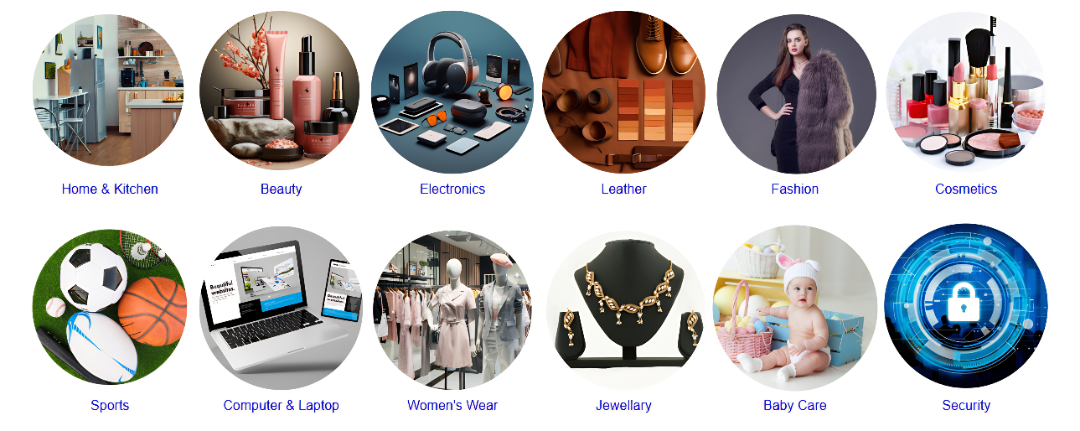 Home & Kitchen
Beauty
Electronics
Leather
Fashion
Cosmetics
Beautiful
websites.
Sports
Computer & Laptop
Women's Wear
Jewellary
Baby Care
Security